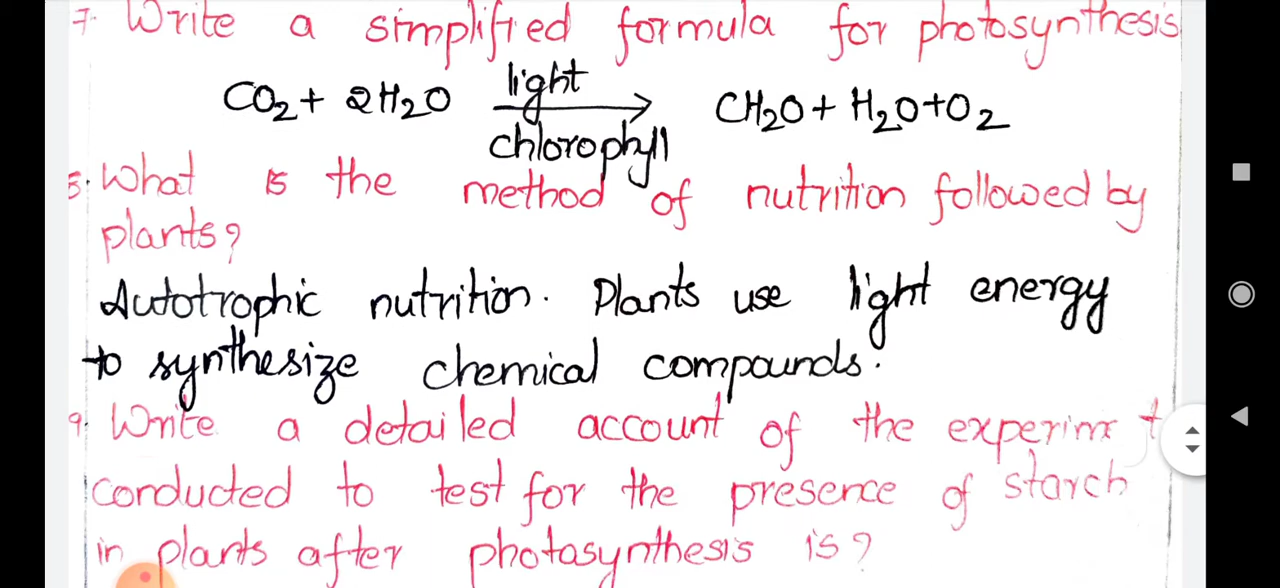 7. Write a simplified formula for photosynthesis
CO2 + 2H2O light CH2O + H2O + O2
chlorophyll
8. What is the method of nutrition followed by
plants?
Autotrophic nutrition. Plants use light energy
to synthesize chemical compounds.
9. Write a detailed account of the
conducted to test for the presence of starch
in plants after photosynthesis is?